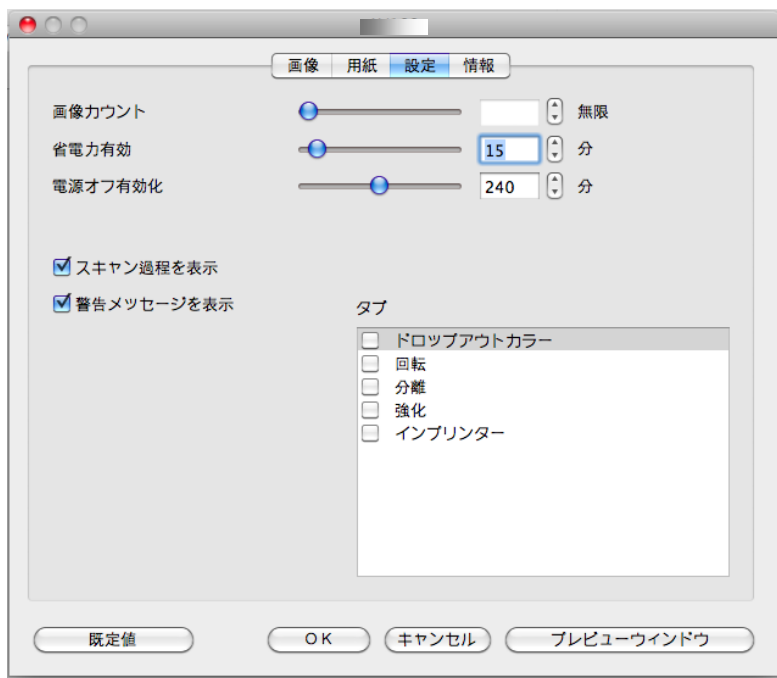 画像 用紙 設定 情報
画像カウント 無限
省電力有効 15 分
電源オフ有効化 240 分
スキャン過程を表示
警告メッセージを表示
タブ
ドロップアウトカラー
回転
分離
強化
インプリンター
既定値 OK キャンセル プレビューウィンドウ